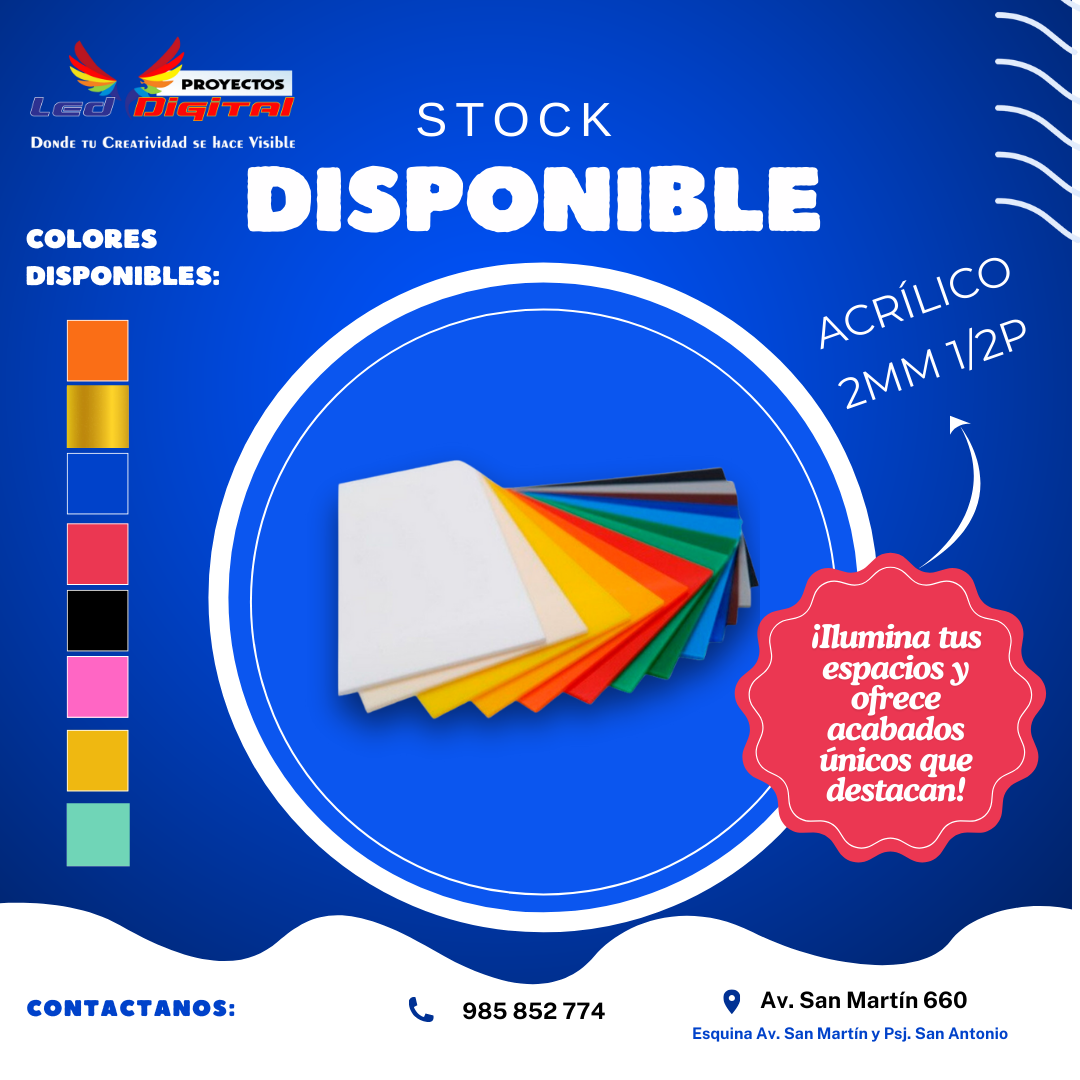 PROYECTOS
Led Digital
Donde tu Creatividad se hace Visible
STOCK
DISPONIBLE
COLORES
DISPONIBLES:
ACRÍLICO
2MM 1/2P
¡Ilumina tus
espacios y
ofrece
acabados
únicos que
destacan!
CONTACTANOS:
985 852 774
Av. San Martín 660
Esquina Av. San Martín y Psj. San Antonio